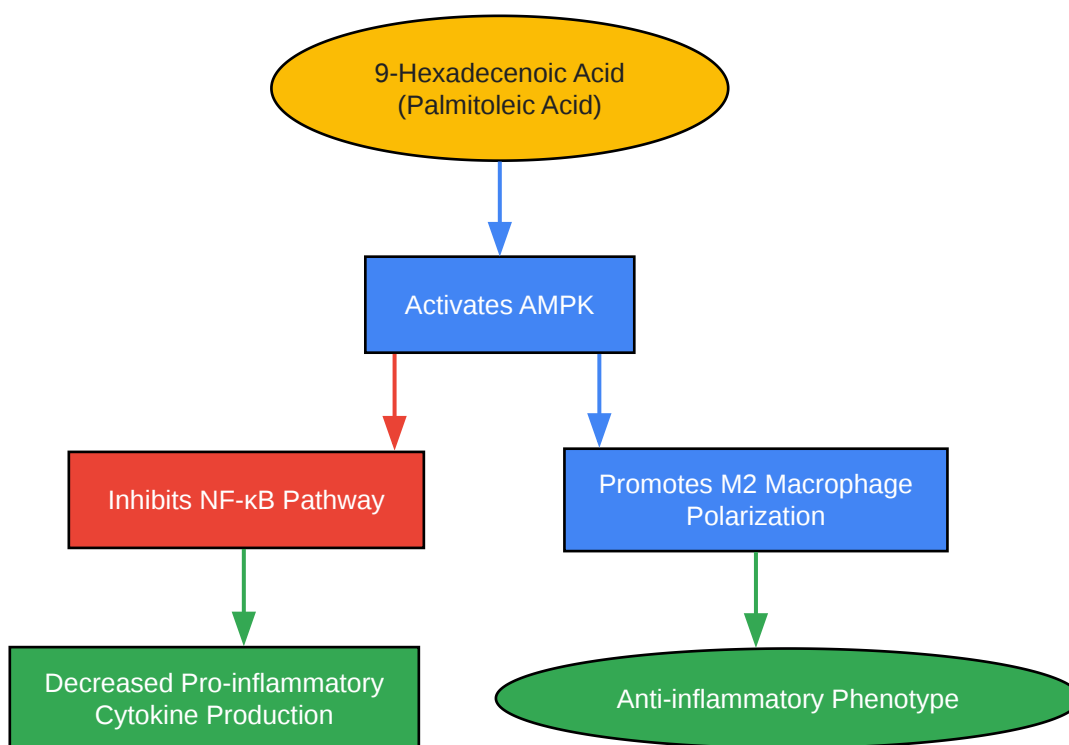 9-Hexadecenoic Acid
(Palmitoleic Acid)
Activates AMPK
Inhibits NF-κB Pathway
Promotes M2 Macrophage
Polarization
Decreased Pro-inflammatory
Cytokine Production
Anti-inflammatory Phenotype